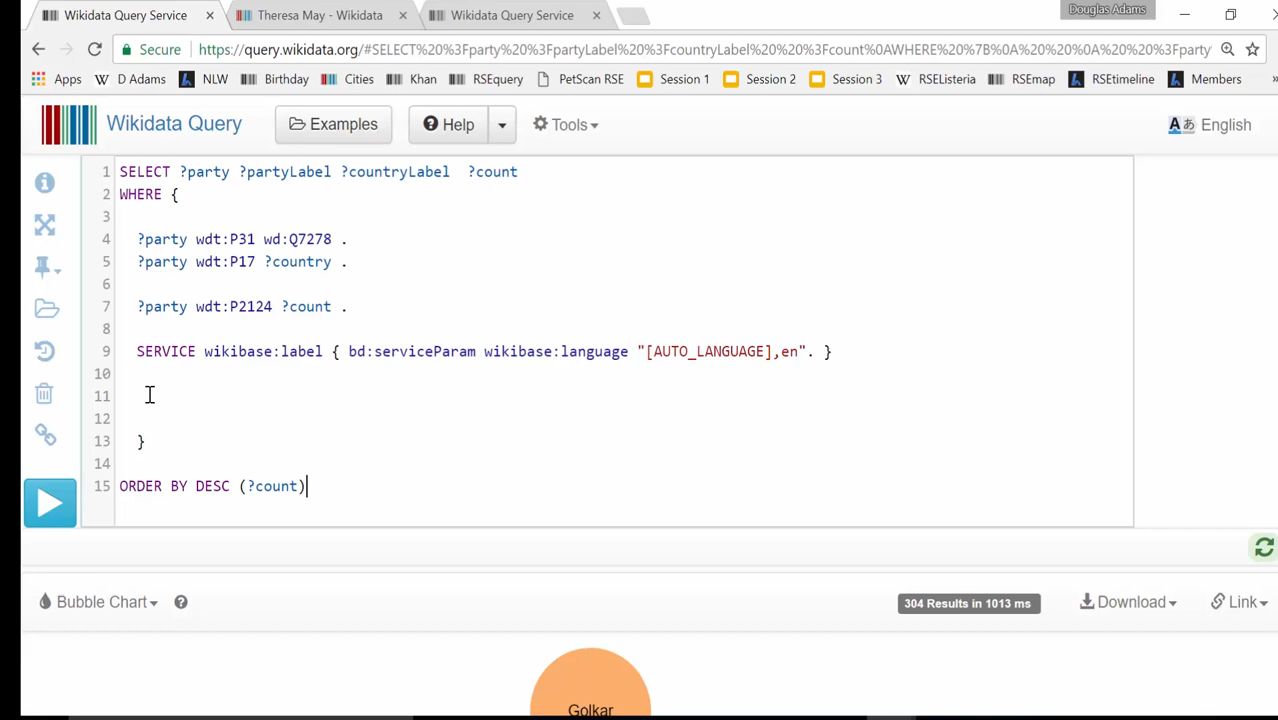 Wikidata Query Service
Theresa May - Wikidata
Wikidata Query Service
Douglas Adams
Secure https://query.wikidata.org/#SELECT%20%3Fparty%20%3FpartyLabel%20%3FcountryLabel%20%20%3Fcount%0AWHERE%20%7B%0A%20%20%0A%20%20%3Fparty
Apps D Adams NLW Birthday Cities Khan RSEquery PetScan RSE Session 1 Session 2 Session 3 RSEListeria RSEmap RSEtimeline Members »
Wikidata Query Examples Help Tools English
1 SELECT ?party ?partyLabel ?countryLabel ?count
2 WHERE {
3
4 ?party wdt:P31 wd:Q7278 .
5 ?party wdt:P17 ?country .
6
7 ?party wdt:P2124 ?count .
8
9 SERVICE wikibase:label { bd:serviceParam wikibase:language "[AUTO_LANGUAGE],en". }
10
11
12
13 }
14
15 ORDER BY DESC (?count)
Bubble Chart 304 Results in 1013 ms Download Link
Golkar